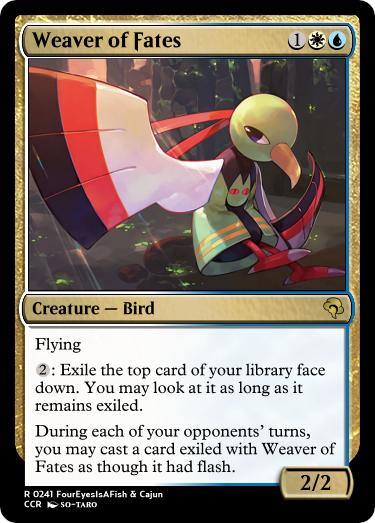 Weaver of Fates 1
Creature — Bird
Flying
2: Exile the top card of your library face
down. You may look at it as long as it
remains exiled.
During each of your opponents’ turns,
you may cast a card exiled with Weaver of
Fates as though it had flash.
2/2
R 0241 FourEyesIsAFish & Cajun
CCR SO-TARO